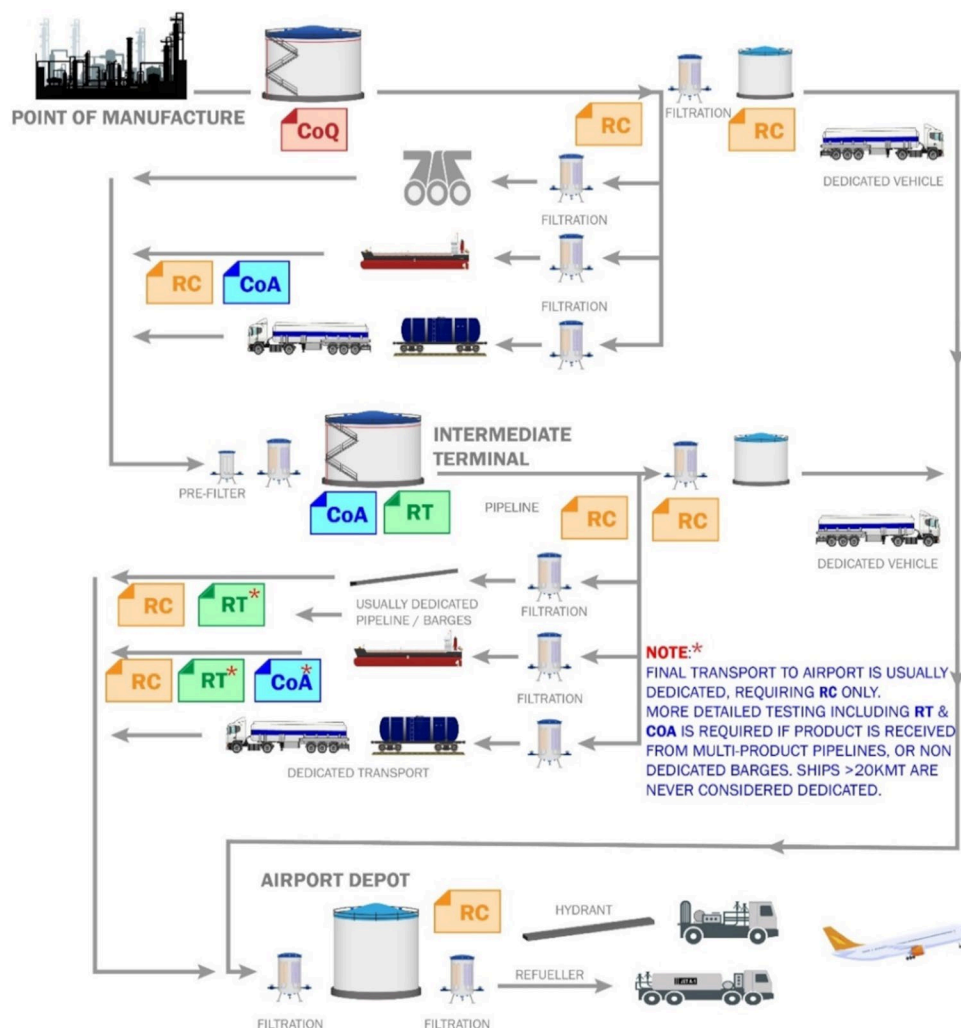 POINT OF MANUFACTURE
CoQ
RC
FILTRATION
RC
DEDICATED VEHICLE
FILTRATION
RC
CoA
FILTRATION
INTERMEDIATE
TERMINAL
PRE-FILTER
CoA
RT
PIPELINE
RC
RC
DEDICATED VEHICLE
RC
RT*
USUALLY DEDICATED
PIPELINE / BARGES
FILTRATION
RC
RT*
CoA*
FILTRATION
DEDICATED TRANSPORT
NOTE:*
FINAL TRANSPORT TO AIRPORT IS USUALLY
DEDICATED, REQUIRING RC ONLY.
MORE DETAILED TESTING INCLUDING RT &
COA IS REQUIRED IF PRODUCT IS RECEIVED
FROM MULTI-PRODUCT PIPELINES, OR NON
DEDICATED BARGES. SHIPS >20KMT ARE
NEVER CONSIDERED DEDICATED.
AIRPORT DEPOT
RC
HYDRANT
REFUELLER
JET A-1
FILTRATION
FILTRATION